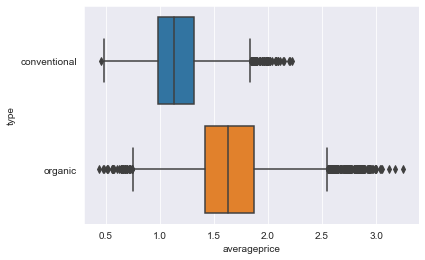 conventional
organic
type
0.5 1.0 1.5 2.0 2.5 3.0
averageprice